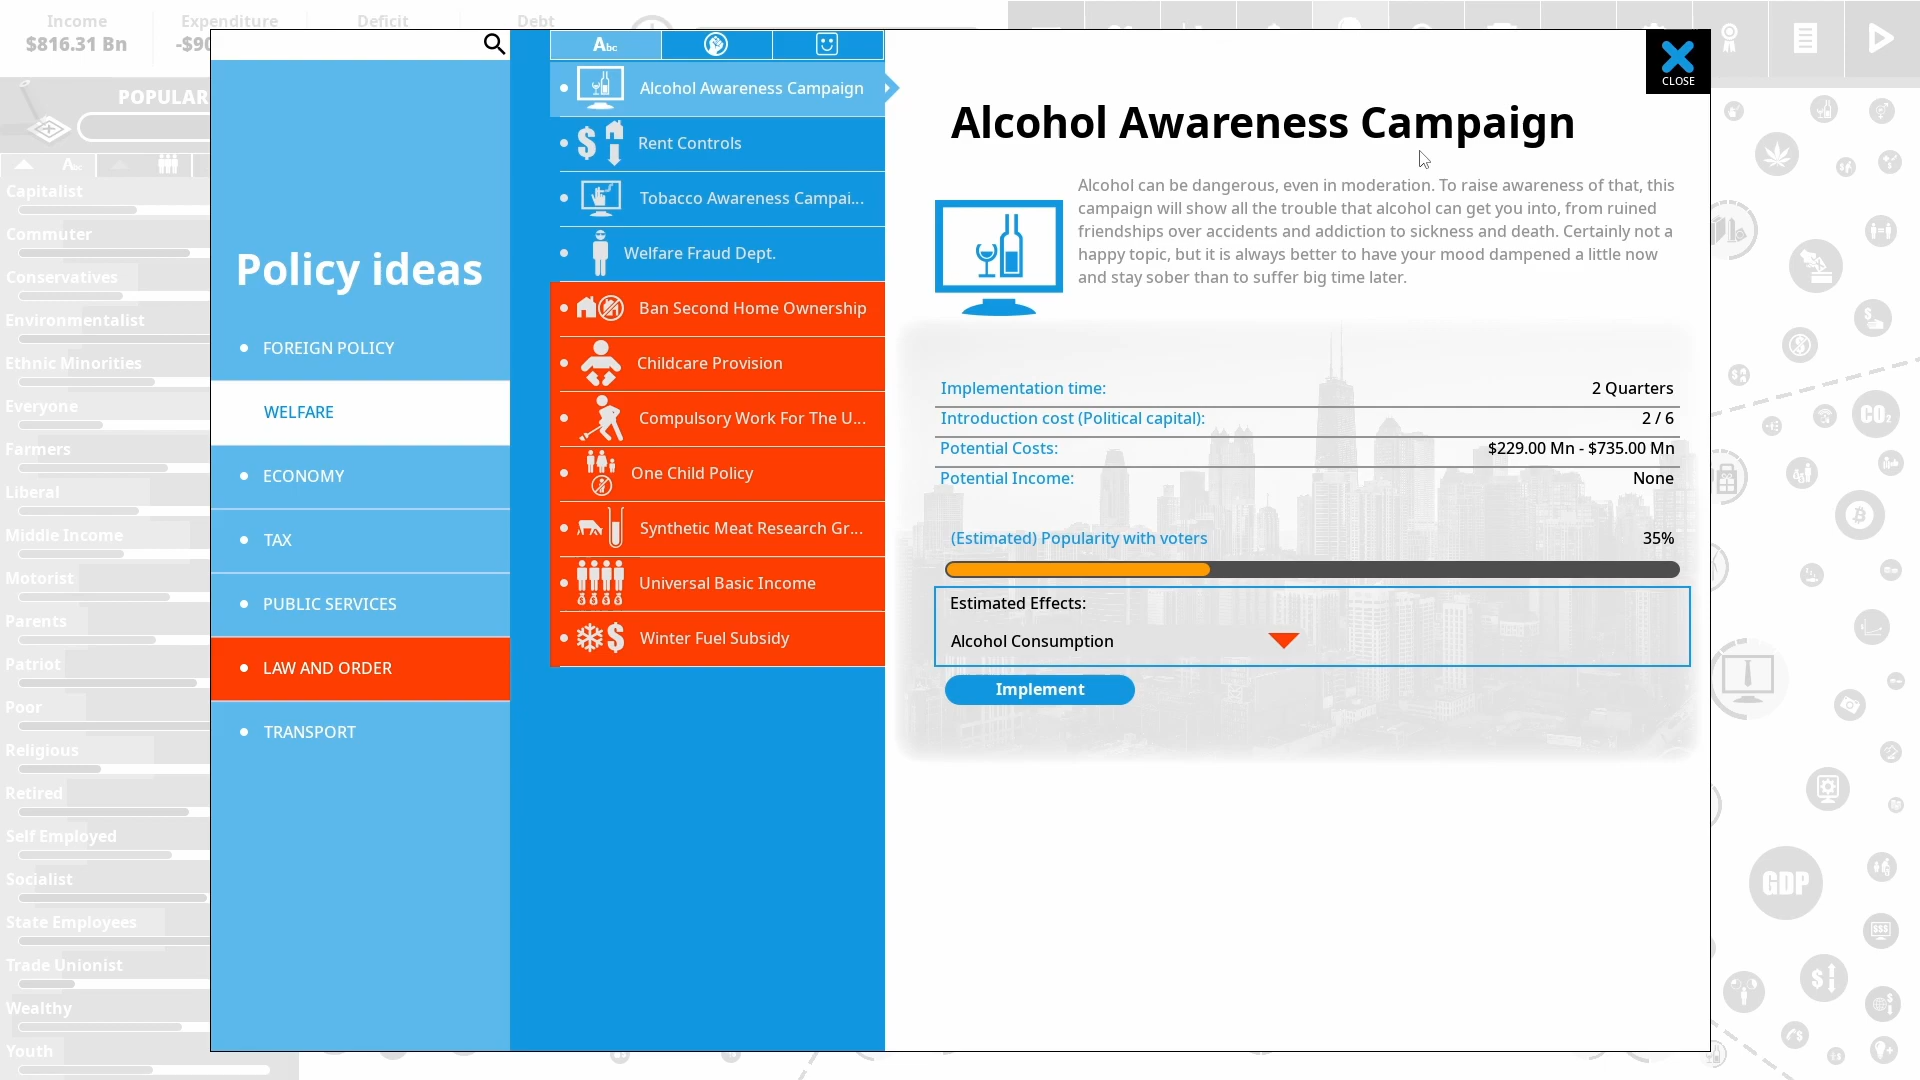 Income
Expenditure
Deficit
Debt
$816.31 Bn
-$90
POPULAR
Abc
Capitalist
Commuter
Conservatives
Environmentalist
Ethnic Minorities
Everyone
Farmers
Liberal
Middle Income
Motorist
Parents
Patriot
Poor
Religious
Retired
Self Employed
Socialist
State Employees
Trade Unionist
Wealthy
Youth
Policy ideas
FOREIGN POLICY
WELFARE
ECONOMY
TAX
PUBLIC SERVICES
LAW AND ORDER
TRANSPORT
Abc
Alcohol Awareness Campaign
Rent Controls
Tobacco Awareness Campai...
Welfare Fraud Dept.
Ban Second Home Ownership
Childcare Provision
Compulsory Work For The U...
One Child Policy
Synthetic Meat Research Gr...
Universal Basic Income
Winter Fuel Subsidy
CLOSE
Alcohol Awareness Campaign
Alcohol can be dangerous, even in moderation. To raise awareness of that, this
campaign will show all the trouble that alcohol can get you into, from ruined
friendships over accidents and addiction to sickness and death. Certainly not a
happy topic, but it is always better to have your mood dampened a little now
and stay sober than to suffer big time later.
Implementation time: 2 Quarters
Introduction cost (Political capital): 2 / 6
Potential Costs: $229.00 Mn - $735.00 Mn
Potential Income: None
(Estimated) Popularity with voters 35%
Estimated Effects:
Alcohol Consumption
Implement
CO₂
GDP